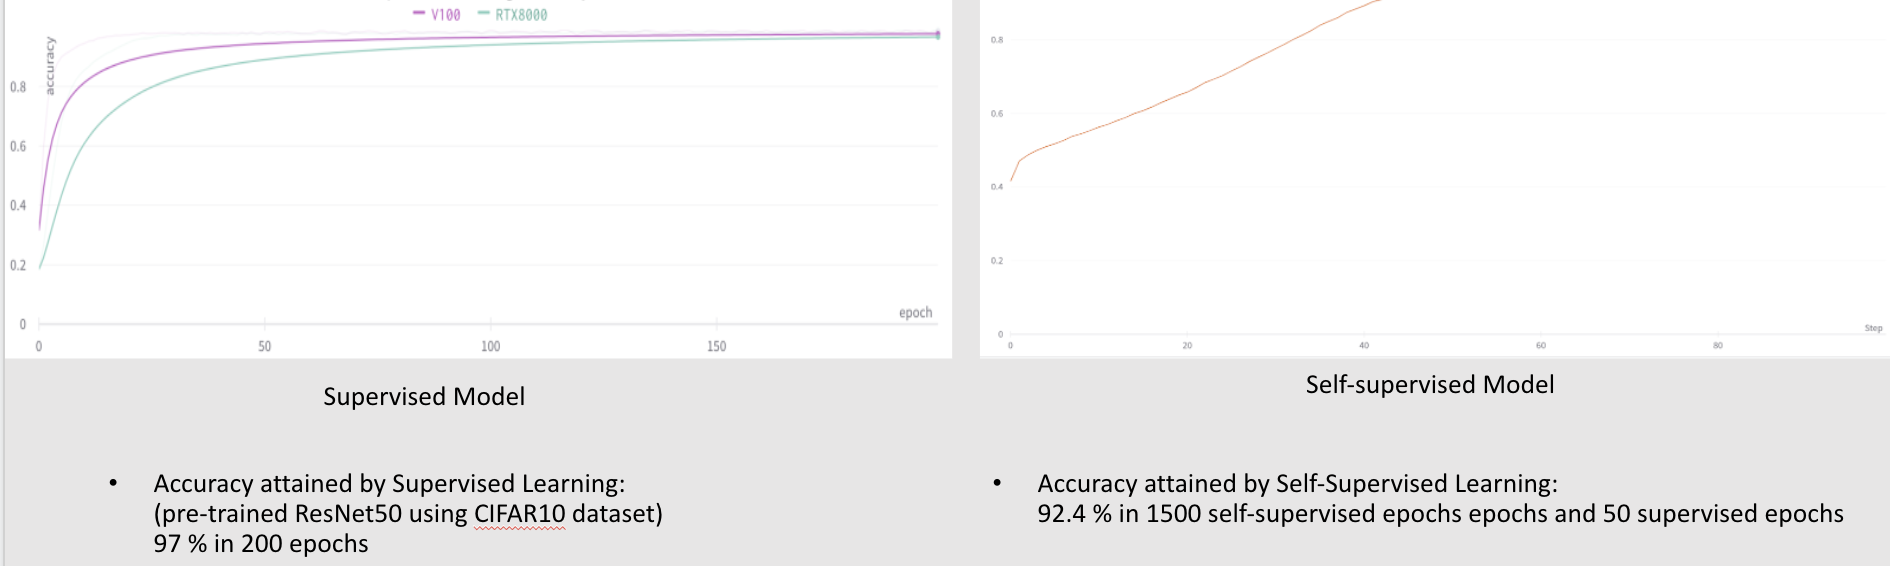 V100 RTX8000
accuracy
0.8
0.6
0.4
0.2
0
epoch
0 50 100 150
0.8
0.6
0.4
0.2
0
Step
0 20 40 60 80
Supervised Model
Self-supervised Model
• Accuracy attained by Supervised Learning:
(pre-trained ResNet50 using CIFAR10 dataset)
97 % in 200 epochs
• Accuracy attained by Self-Supervised Learning:
92.4 % in 1500 self-supervised epochs epochs and 50 supervised epochs